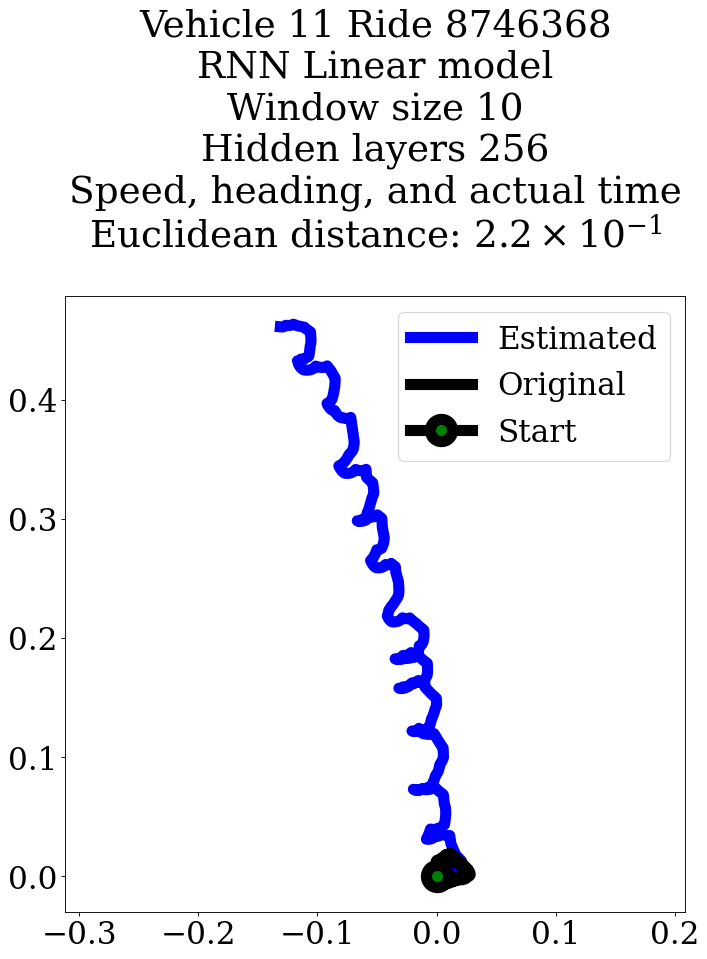 Vehicle 11 Ride 8746368
RNN Linear model
Window size 10
Hidden layers 256
Speed, heading, and actual time
Euclidean distance: 2.2 × 10⁻¹
Estimated
Original
Start
0.4
0.3
0.2
0.1
0.0
−0.3 −0.2 −0.1 0.0 0.1 0.2